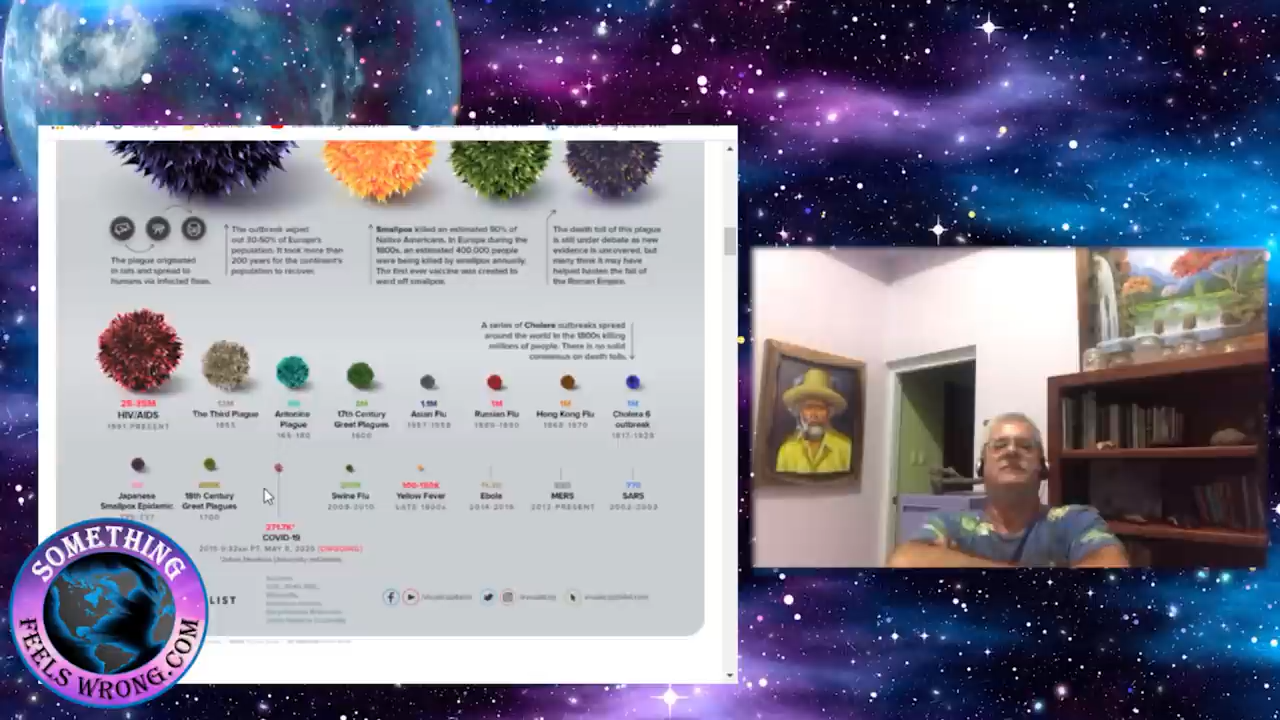 The plague originated
in rats and spread to
humans via infected fleas.
The outbreak wiped
out 30-50% of Europe's
population. It took more than
200 years for the continent's
population to recover.
Smallpox killed an estimated 90% of
Native Americans. In Europe during the
1800s, an estimated 400,000 people
were being killed by smallpox annually.
The first ever vaccine was created to
ward off smallpox.
The death toll of this plague
is still under debate as new
evidence is uncovered, but
many think it may have
helped hasten the fall of
the Roman Empire.
A series of Cholera outbreaks spread
around the world in the 1800s killing
millions of people. There is no solid
consensus on death tolls.
25-35M
HIV/AIDS
1981-PRESENT
12M
The Third Plague
1855
5M
Antonine
Plague
165-180
3M
17th Century
Great Plagues
1600
1.1M
Asian Flu
1957-1958
1M
Russian Flu
1889-1890
1M
Hong Kong Flu
1968-1970
1M
Cholera 6
outbreak
1817-1923
Japanese
Smallpox Epidemic
18th Century
Great Plagues
1700
271.7K*
COVID-19
(ONGOING)
Swine Flu
2009-2010
100-150K
Yellow Fever
LATE 1800s
Ebola
2014-2016
MERS
2012-PRESENT
770
SARS
2002-2003
LIST
SOMETHING
FEELS WRONG.COM